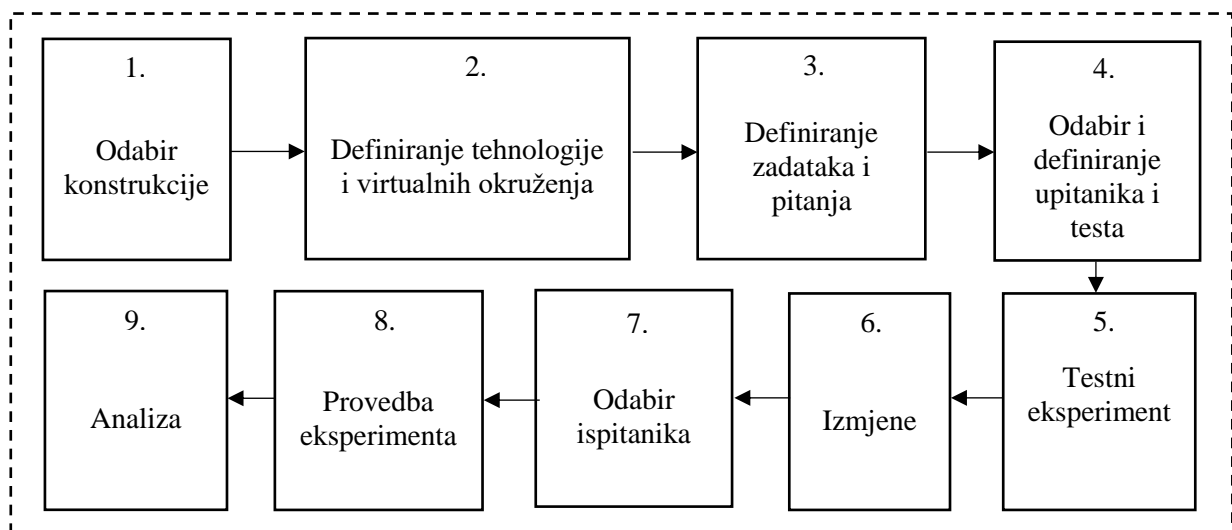 1.
Odabir
konstrukcije
2.
Definiranje tehnologije
i virtualnih okruženja
3.
Definiranje
zadataka i
pitanja
4.
Odabir i
definiranje
upitanika i
testa
5.
Testni
eksperiment
6.
Izmjene
7.
Odabir
ispitanika
8.
Provedba
eksperimenta
9.
Analiza